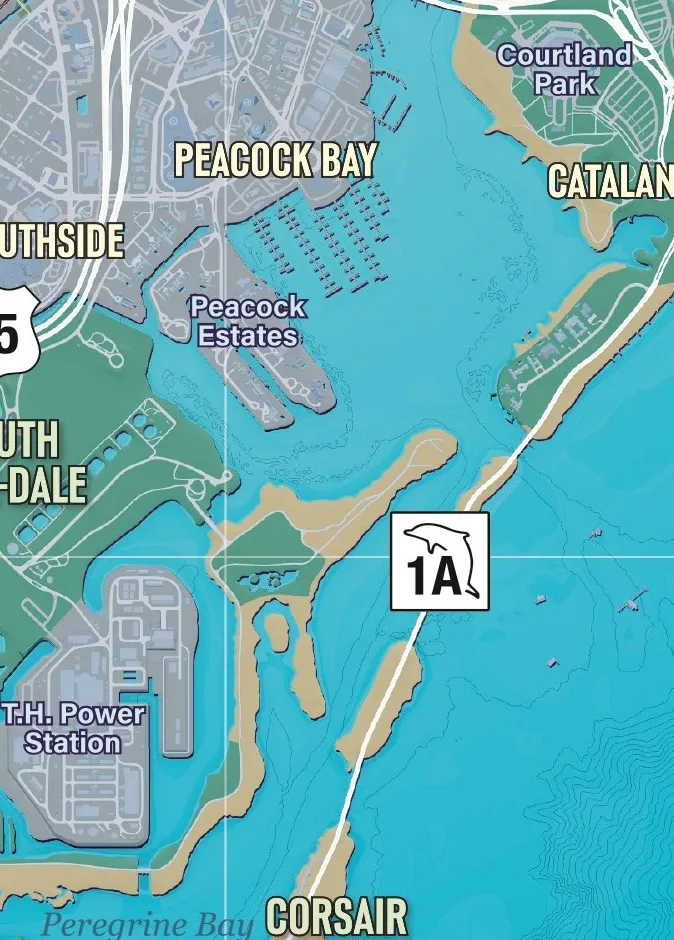 Courtland
Park
PEACOCK BAY
CATALAN
UTHSIDE
Peacock
Estates
5
UTH
-DALE
1A
T.H. Power
Station
Peregrine Bay
CORSAIR